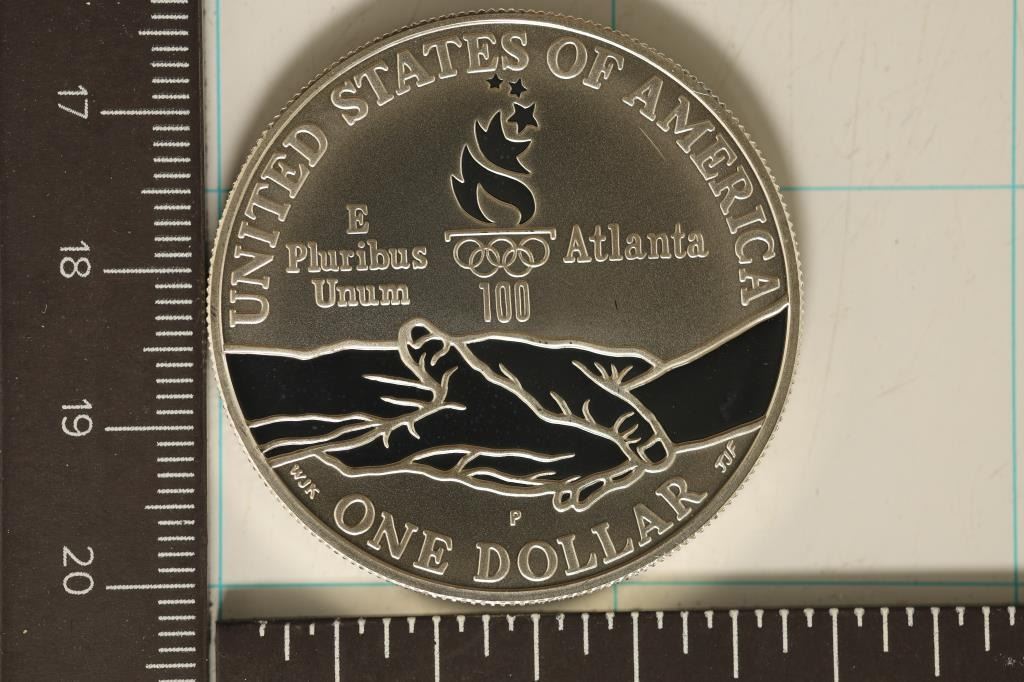 UNITED STATES OF AMERICA
E
Pluribus
Unum
Atlanta
100
WJK
JJF
P
ONE DOLLAR
17
18
19
20